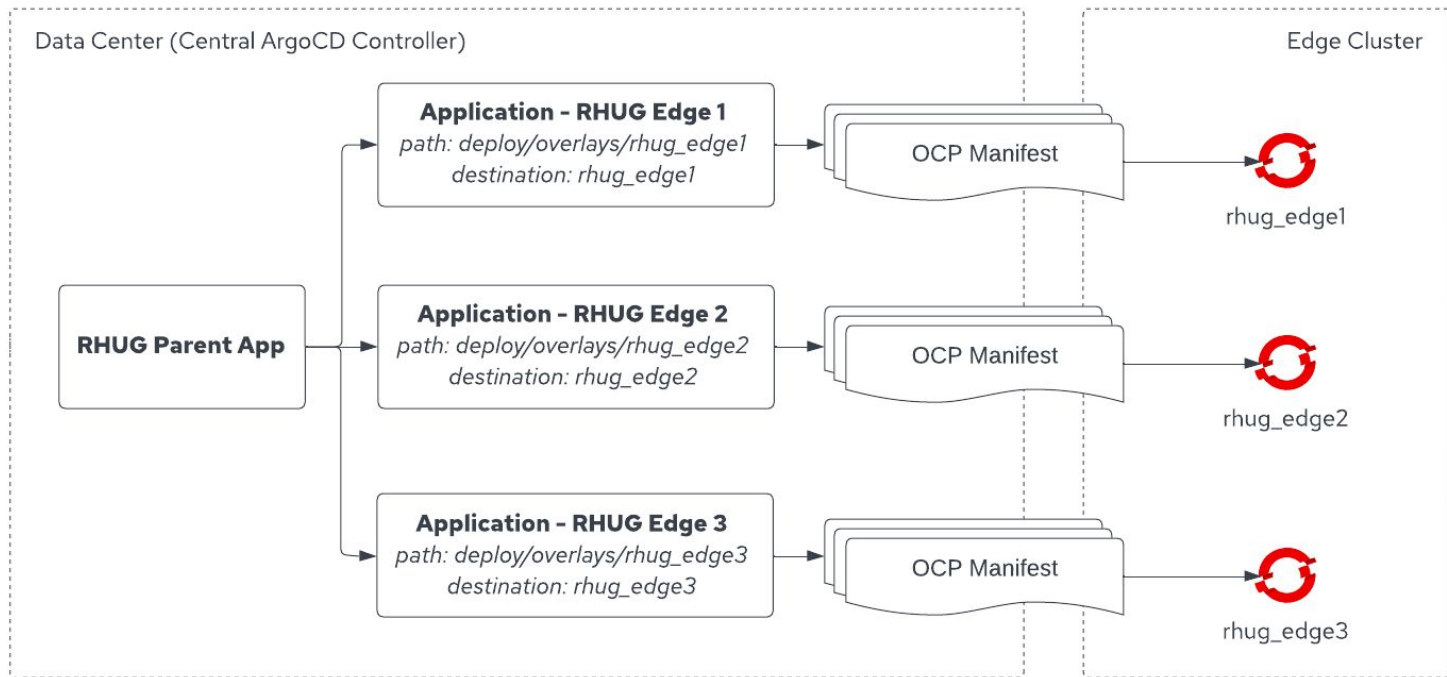 Data Center (Central ArgoCD Controller)
Edge Cluster
Application - RHUG Edge 1
path: deploy/overlays/rhug_edge1
destination: rhug_edge1
OCP Manifest
rhug_edge1
RHUG Parent App
Application - RHUG Edge 2
path: deploy/overlays/rhug_edge2
destination: rhug_edge2
OCP Manifest
rhug_edge2
Application - RHUG Edge 3
path: deploy/overlays/rhug_edge3
destination: rhug_edge3
OCP Manifest
rhug_edge3